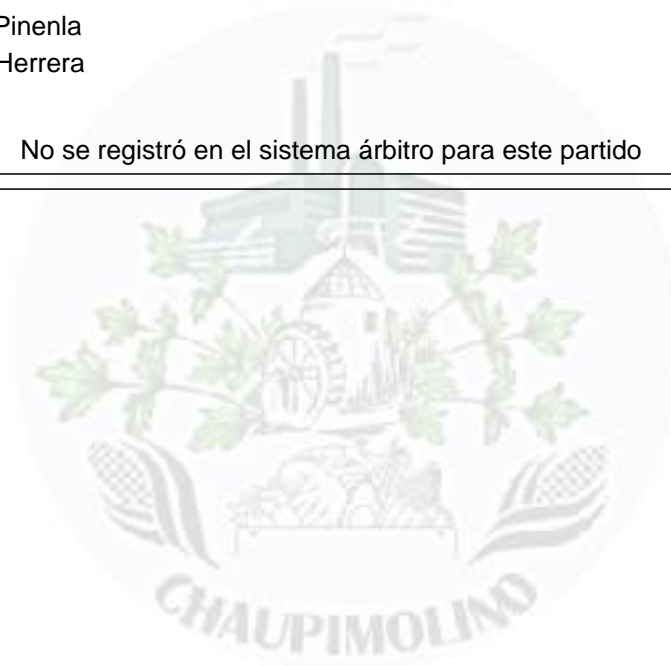 Pinenla
Herrera
No se registró en el sistema árbitro para este partido
CHAUPIMOLINO